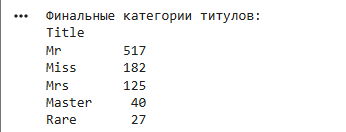 Финальные категории титулов:
Title
Mr 517
Miss 182
Mrs 125
Master 40
Rare 27